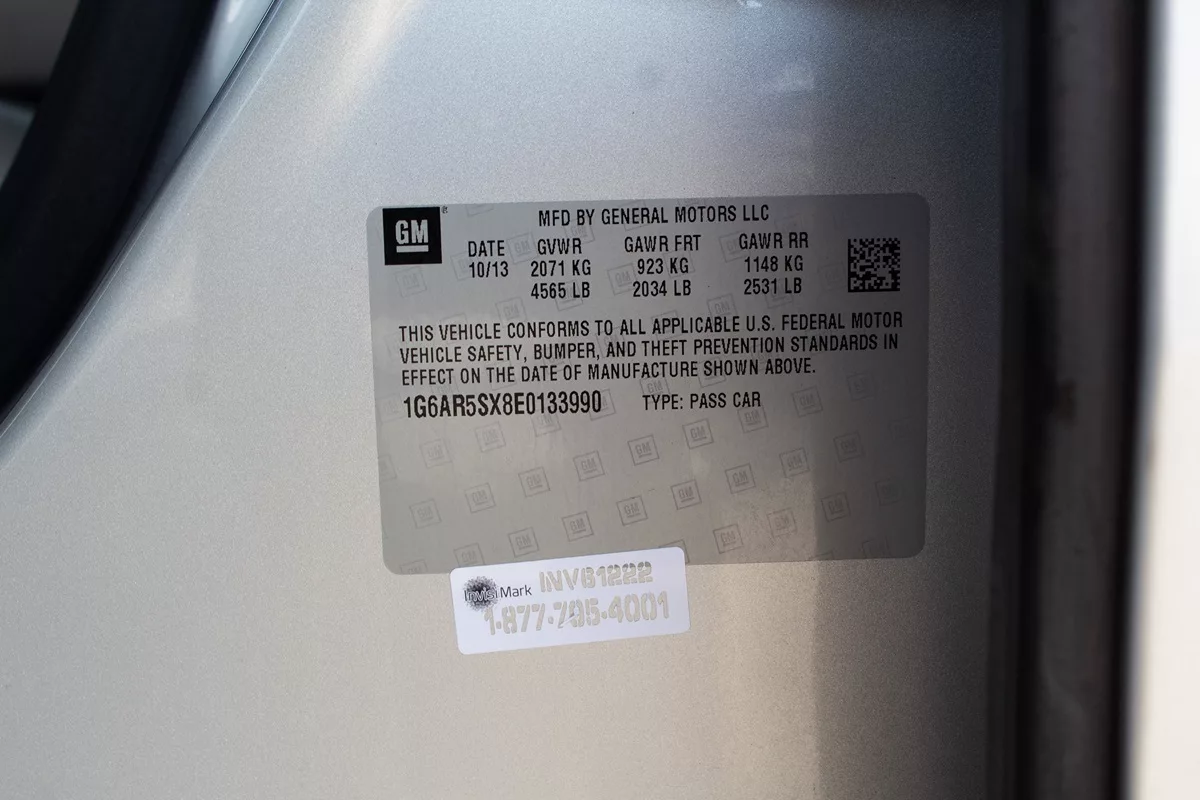 GM
MFD BY GENERAL MOTORS LLC
DATE GVWR GAWR FRT GAWR RR
10/13 2071 KG 923 KG 1148 KG
4565 LB 2034 LB 2531 LB
THIS VEHICLE CONFORMS TO ALL APPLICABLE U.S. FEDERAL MOTOR
VEHICLE SAFETY, BUMPER, AND THEFT PREVENTION STANDARDS IN
EFFECT ON THE DATE OF MANUFACTURE SHOWN ABOVE.
1G6AR5SX8E0133990 TYPE: PASS CAR
InvisiMark INVB1222
1-877-705-4001